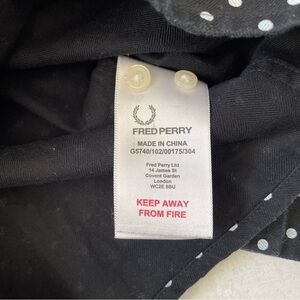 FRED PERRY
MADE IN CHINA
G5740/102/00175/304
Fred Perry Ltd
14 James St
Covent Garden
London
WC2E 8BU
KEEP AWAY
FROM FIRE